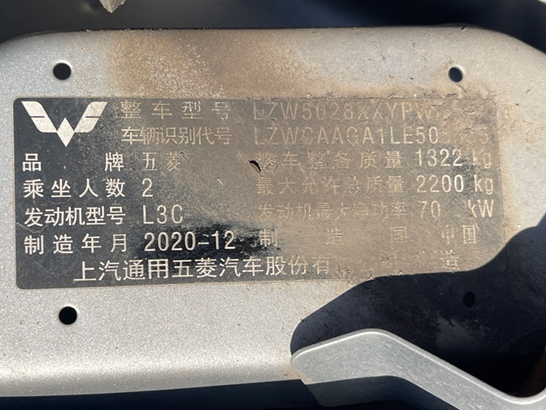 整车型号 LZW5028XXYPW
车辆识别代号 LZWCAAGA1LE50
品牌 五菱 整车整备质量 1322 kg
乘坐人数 2 最大允许总质量 2200 kg
发动机型号 L3C 发动机最大净功率 70 kW
制造年月 2020-12 制造国 中国
上汽通用五菱汽车股份有 造